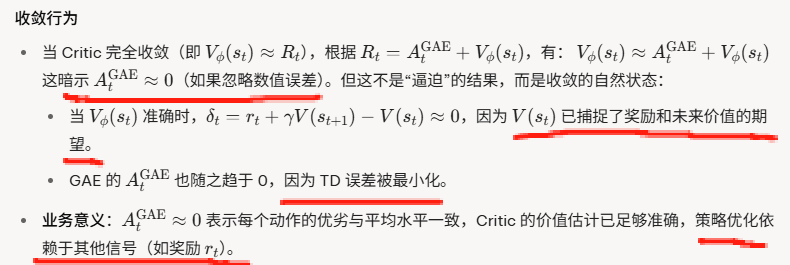 收敛行为
• 当 Critic 完全收敛（即 $V_\phi(s_t) \approx R_t$），根据 $R_t = A_t^{\text{GAE}} + V_\phi(s_t)$，有： $V_\phi(s_t) \approx A_t^{\text{GAE}} + V_\phi(s_t)$
这暗示 $A_t^{\text{GAE}} \approx 0$（如果忽略数值误差）。但这不是“逼迫”的结果，而是收敛的自然状态：
• 当 $V_\phi(s_t)$ 准确时，$\delta_t = r_t + \gamma V(s_{t+1}) - V(s_t) \approx 0$，因为 $V(s_t)$ 已捕捉了奖励和未来价值的期
望。
• GAE 的 $A_t^{\text{GAE}}$ 也随之趋于 0，因为 TD 误差被最小化。
• 业务意义：$A_t^{\text{GAE}} \approx 0$ 表示每个动作的优劣与平均水平一致，Critic 的价值估计已足够准确，策略优化依
赖于其他信号（如奖励 $r_t$）。